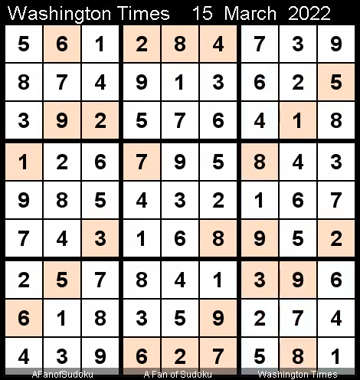 Washington Times 15 March 2022
5 6 1 2 8 4 7 3 9
8 7 4 9 1 3 6 2 5
3 9 2 5 7 6 4 1 8
1 2 6 7 9 5 8 4 3
9 8 5 4 3 2 1 6 7
7 4 3 1 6 8 9 5 2
2 5 7 8 4 1 3 9 6
6 1 8 3 5 9 2 7 4
4 3 9 6 2 7 5 8 1
AFanofSudoku A Fan of Sudoku Washington Times